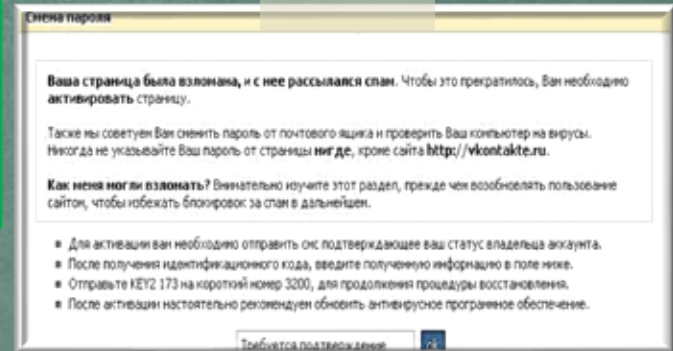 Смена пароля
Ваша страница была взломана, и с нее рассылался спам. Чтобы это прекратилось, Вам необходимо
активировать страницу.
Также мы советуем Вам сменить пароль от почтового ящика и проверить Ваш компьютер на вирусы.
Никогда не указывайте Ваш пароль от страницы нигде, кроме сайта http://vkontakte.ru.
Как меня могли взломать? Внимательно изучите этот раздел, прежде чем возобновлять пользование
сайтом, чтобы избежать блокировок за спам в дальнейшем.
Для активации вам необходимо отправить смс подтверждающее ваш статус владельца аккаунта.
После получения идентификационного кода, введите полученную информацию в поле ниже.
Отправьте KEY2 173 на короткий номер 3200, для продолжения процедуры восстановления.
После активации настоятельно рекомендуем обновить антивирусное программное обеспечение.
Требуется подтверждение ok